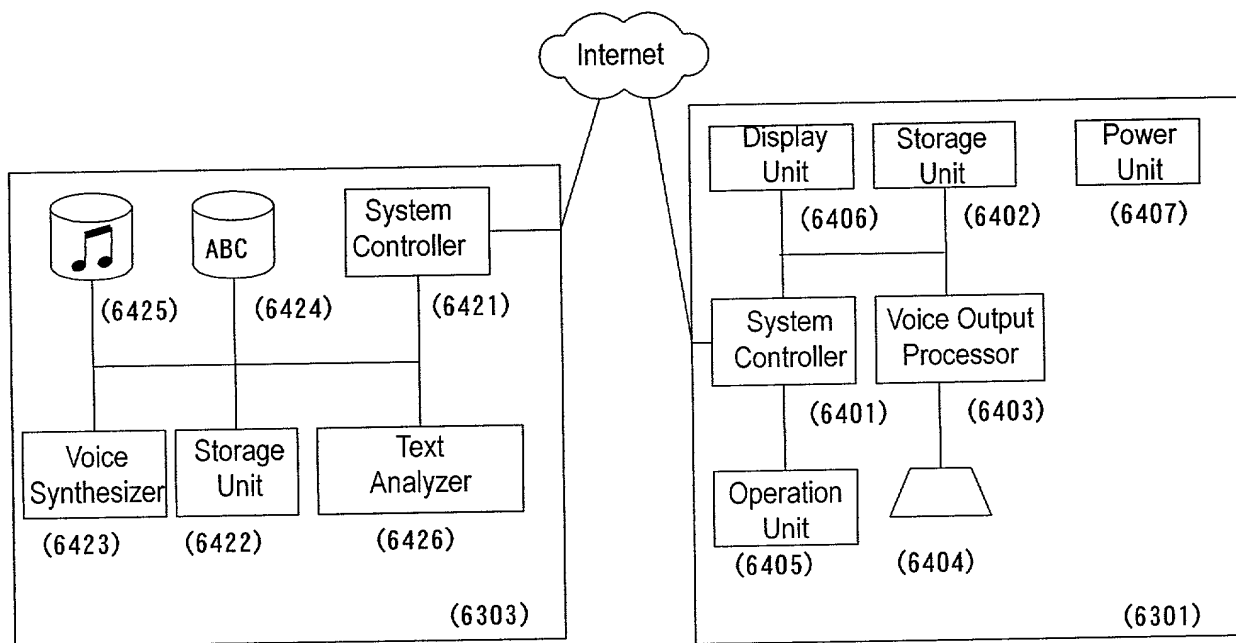 Internet
Display
Unit
(6406)
Storage
Unit
(6402)
Power
Unit
(6407)
ABC
System
Controller
(6425)
(6424)
(6421)
System
Controller
(6401)
Voice Output
Processor
(6403)
Voice
Synthesizer
(6423)
Storage
Unit
(6422)
Text
Analyzer
(6426)
Operation
Unit
(6405)
(6404)
(6303)
(6301)